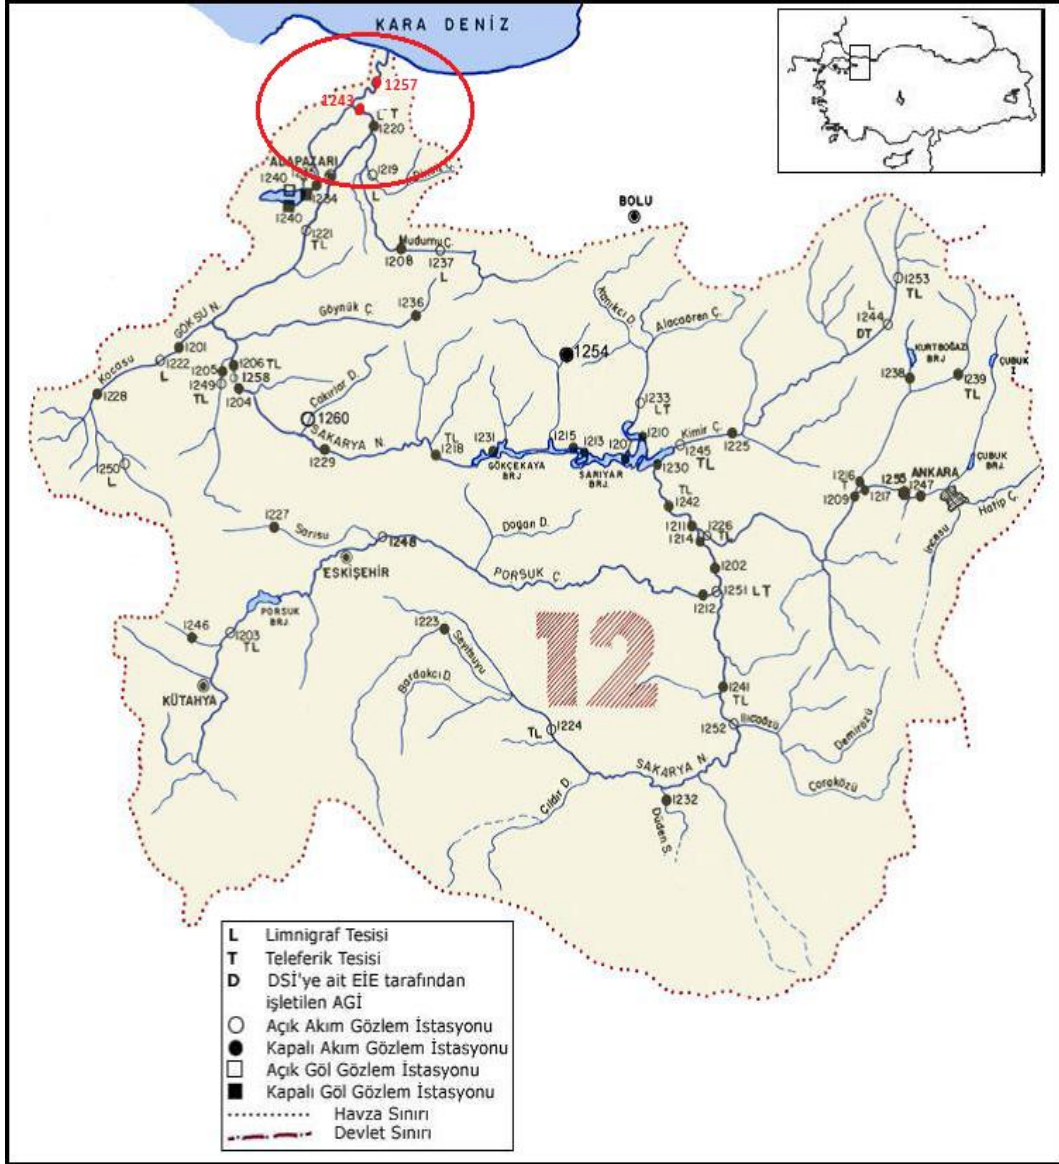 KARA DENİZ
1257
1243
L T
1220
1219
1240
1234
1240
L
1221
TL
BOLU
Mudurnu Ç.
1208
1237
L
1253
TL
L
1244
DT
1236
Göynük Ç.
GÖKSU N.
Alacaören Ç.
1201
1222
L
Kocasu
1254
KURTBOĞAZI
BRJ
ÇUBUK
I
1206 TL
1205
1258
1249
TL
1204
1228
1238
1239
TL
Çakırlar D.
1233
LT
1260
SAKARYA N.
1229
TL
1218
1231
GÖKÇEKAYA
BRJ
1215
1213
SARIYAR
BRJ.
1210
Kimir Ç.
1245
TL
1230
1225
ÇUBUK
BRJ.
1250
L
1216
T
1209
1217
1255
1247
ANKARA
Hatip Ç.
TL
1242
1227
Sarısu
1248
Doğan D.
1211
1226
TL
1214
İncesu
ESKİŞEHİR
PORSUK Ç.
1202
1251 LT
1212
PORSUK
BRJ.
1246
1203
TL
1223
Seyitsuyu
12
KÜTAHYA
Bardakcı D.
1241
TL
1224
TL
1252
Ilıcaözü
Demirözü
SAKARYA N.
Çıldır D.
1232
Düden S.
L Limnigraf Tesisi
T Teleferik Tesisi
D DSİ'ye ait EİE tarafından
işletilen AGİ
Açık Akım Gözlem İstasyonu
Kapalı Akım Gözlem İstasyonu
Açık Göl Gözlem İstasyonu
Kapalı Göl Gözlem İstasyonu
Havza Sınırı
Devlet Sınırı